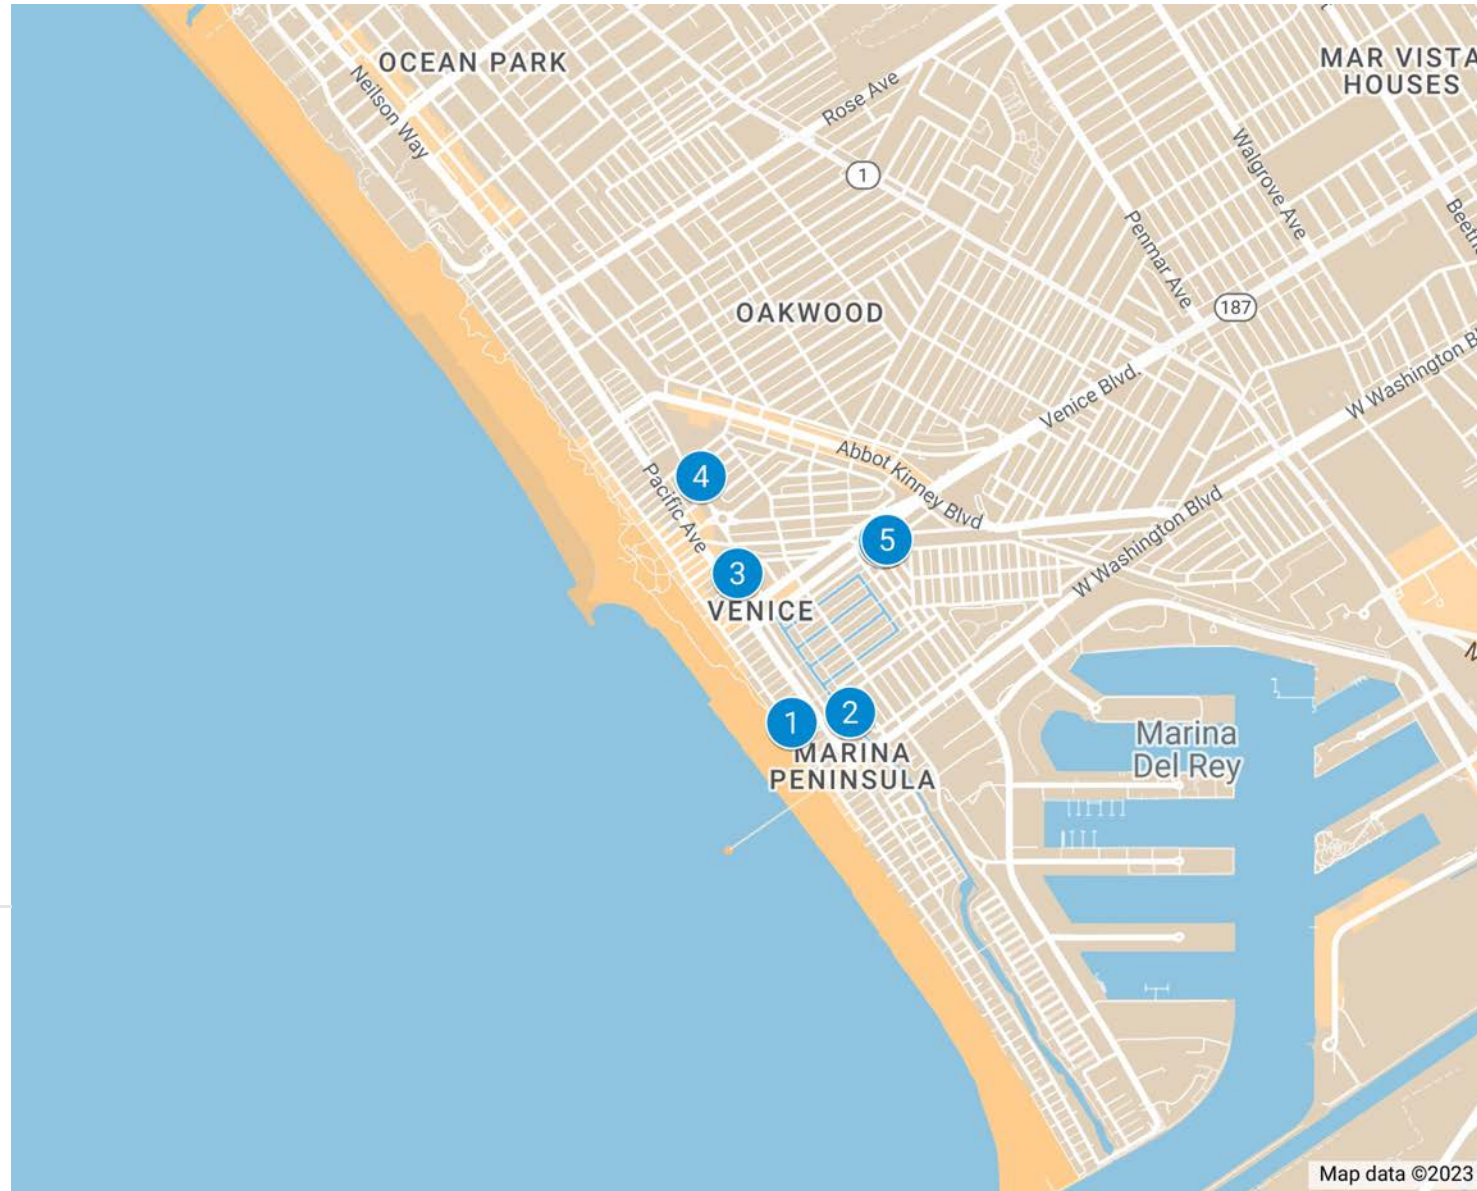 OCEAN PARK
MAR VISTA
HOUSES
Neilson Way
Rose Ave
1
Walgrove Ave
Penmar Ave
187
OAKWOOD
Venice Blvd.
W Washington B
Abbot Kinney Blvd
4
Pacific Ave
5
W Washington Blvd
3
VENICE
1
2
MARINA
PENINSULA
Marina
Del Rey
Map data ©2023